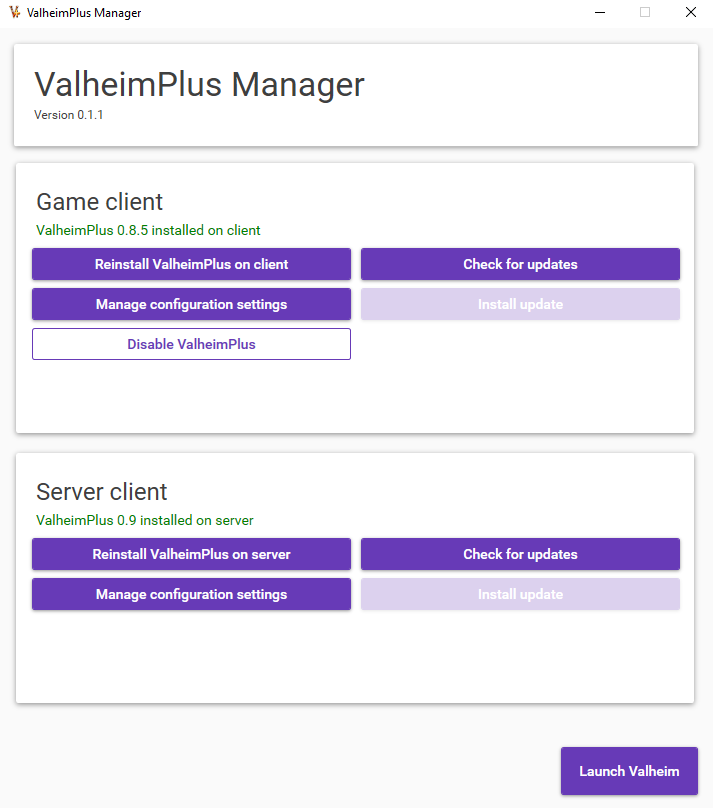 ValheimPlus Manager
ValheimPlus Manager
Version 0.1.1
Game client
ValheimPlus 0.8.5 installed on client
Reinstall ValheimPlus on client
Check for updates
Manage configuration settings
Install update
Disable ValheimPlus
Server client
ValheimPlus 0.9 installed on server
Reinstall ValheimPlus on server
Check for updates
Manage configuration settings
Install update
Launch Valheim